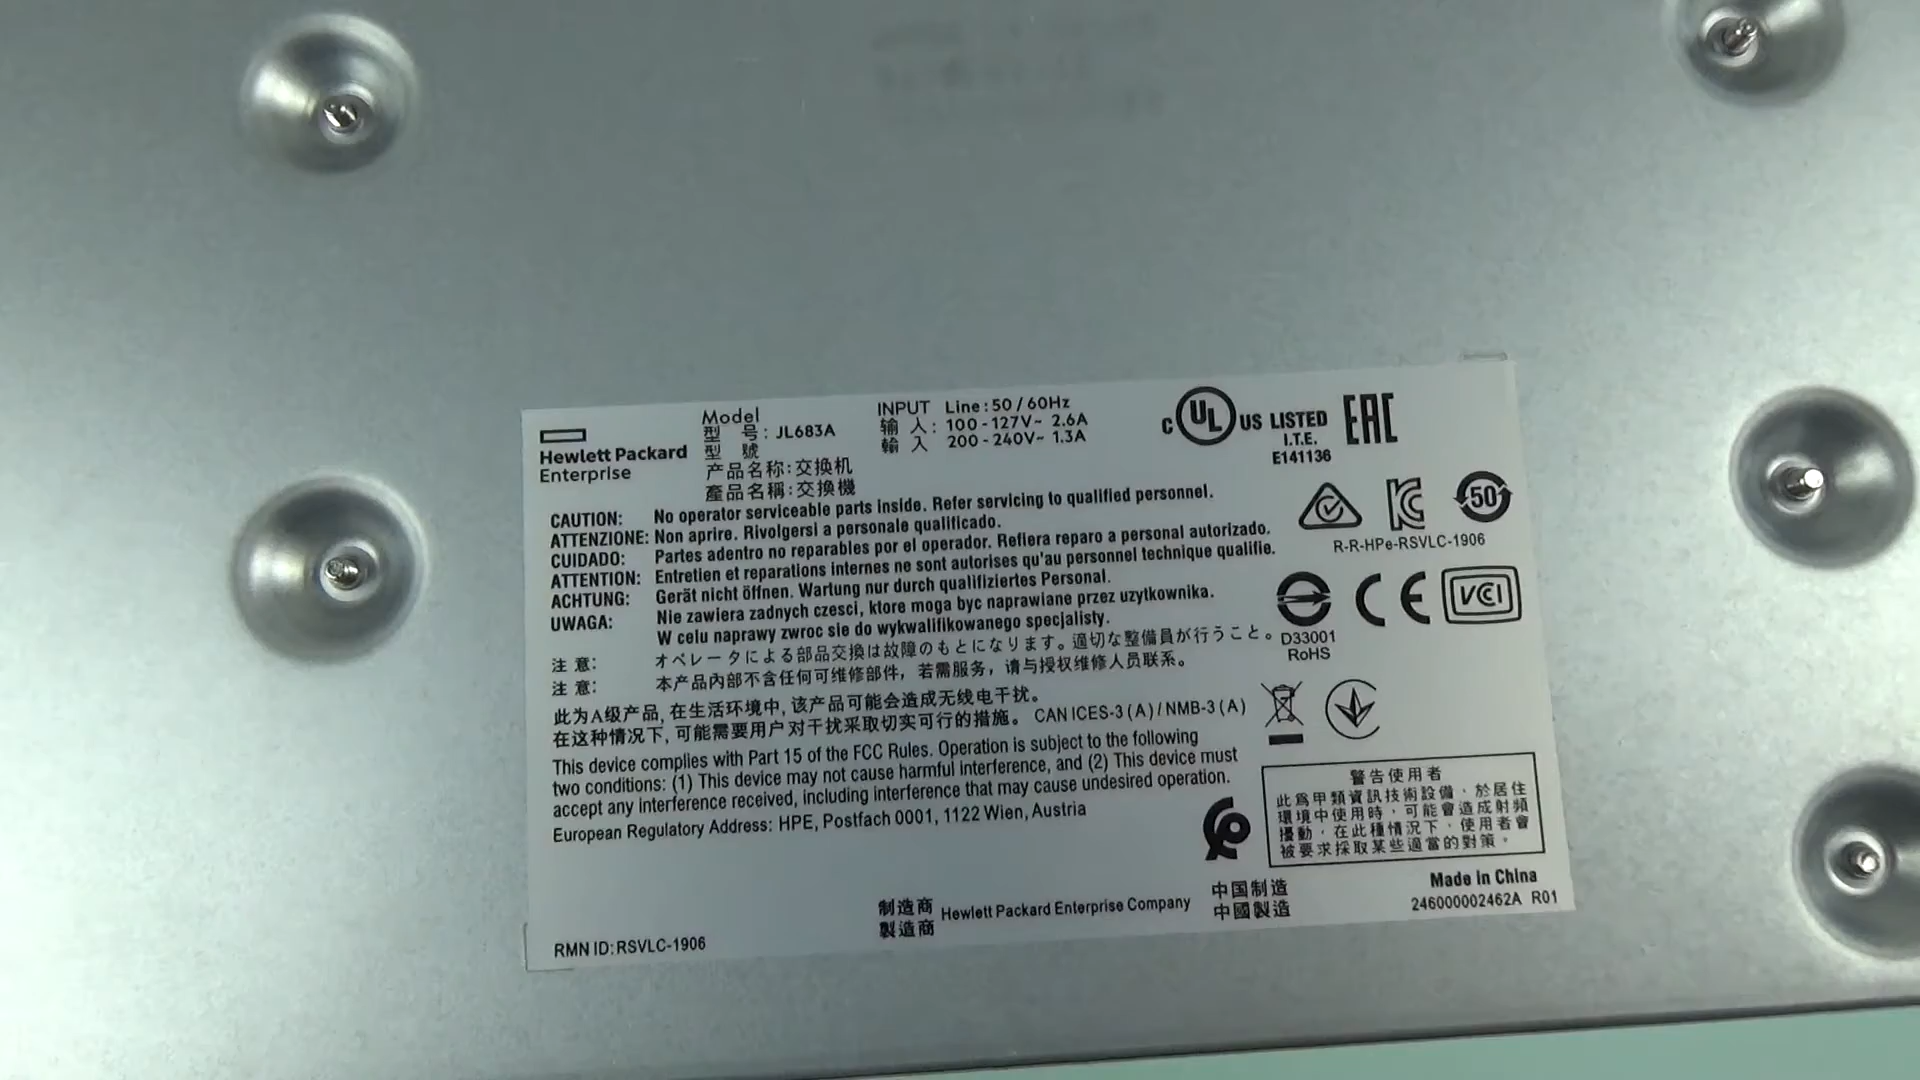 Hewlett Packard
Enterprise
Model
型 号: JL683A
型 號
产品名称:交换机
產品名稱:交換機
INPUT Line: 50 / 60Hz
输 人: 100 - 127V~ 2.6A
輸 入 200 - 240V~ 1.3A
C UL US LISTED
I.T.E.
E141136
EAC
CAUTION: No operator serviceable parts inside. Refer servicing to qualified personnel.
ATTENZIONE: Non aprire. Rivolgersi a personale qualificado.
CUIDADO: Partes adentro no reparables por el operador. Refiera reparo a personal autorizado.
ATTENTION: Entretien et reparations internes ne sont autorises qu'au personnel technique qualifie.
ACHTUNG: Gerät nicht öffnen. Wartung nur durch qualifiziertes Personal.
UWAGA: Nie zawiera zadnych czesci, ktore moga byc naprawiane przez uzytkownika.
W celu naprawy zwroc sie do wykwalifikowanego specjalisty.
注 意: オペレータによる部品交換は故障のもとになります。適切な整備員が行うこと。
注 意: 本产品内部不含任何可维修部件，若需服务，请与授权维修人员联系。
此为A级产品, 在生活环境中, 该产品可能会造成无线电干扰。
在这种情况下, 可能需要用户对干扰采取切实可行的措施。 CAN ICES-3 (A) / NMB-3 (A)
This device complies with Part 15 of the FCC Rules. Operation is subject to the following
two conditions: (1) This device may not cause harmful interference, and (2) This device must
accept any interference received, including interference that may cause undesired operation.
European Regulatory Address: HPE, Postfach 0001, 1122 Wien, Austria
50
R-R-HPe-RSVLC-1906
CE
VCI
D33001
RoHS
警告使用者
此為甲類資訊技術設備，於居住
環境中使用時，可能會造成射頻
擾動，在此種情況下，使用者會
被要求採取某些適當的對策。
制造商
製造商
Hewlett Packard Enterprise Company
中国制造
中國製造
Made in China
246000002462A R01
RMN ID: RSVLC-1906